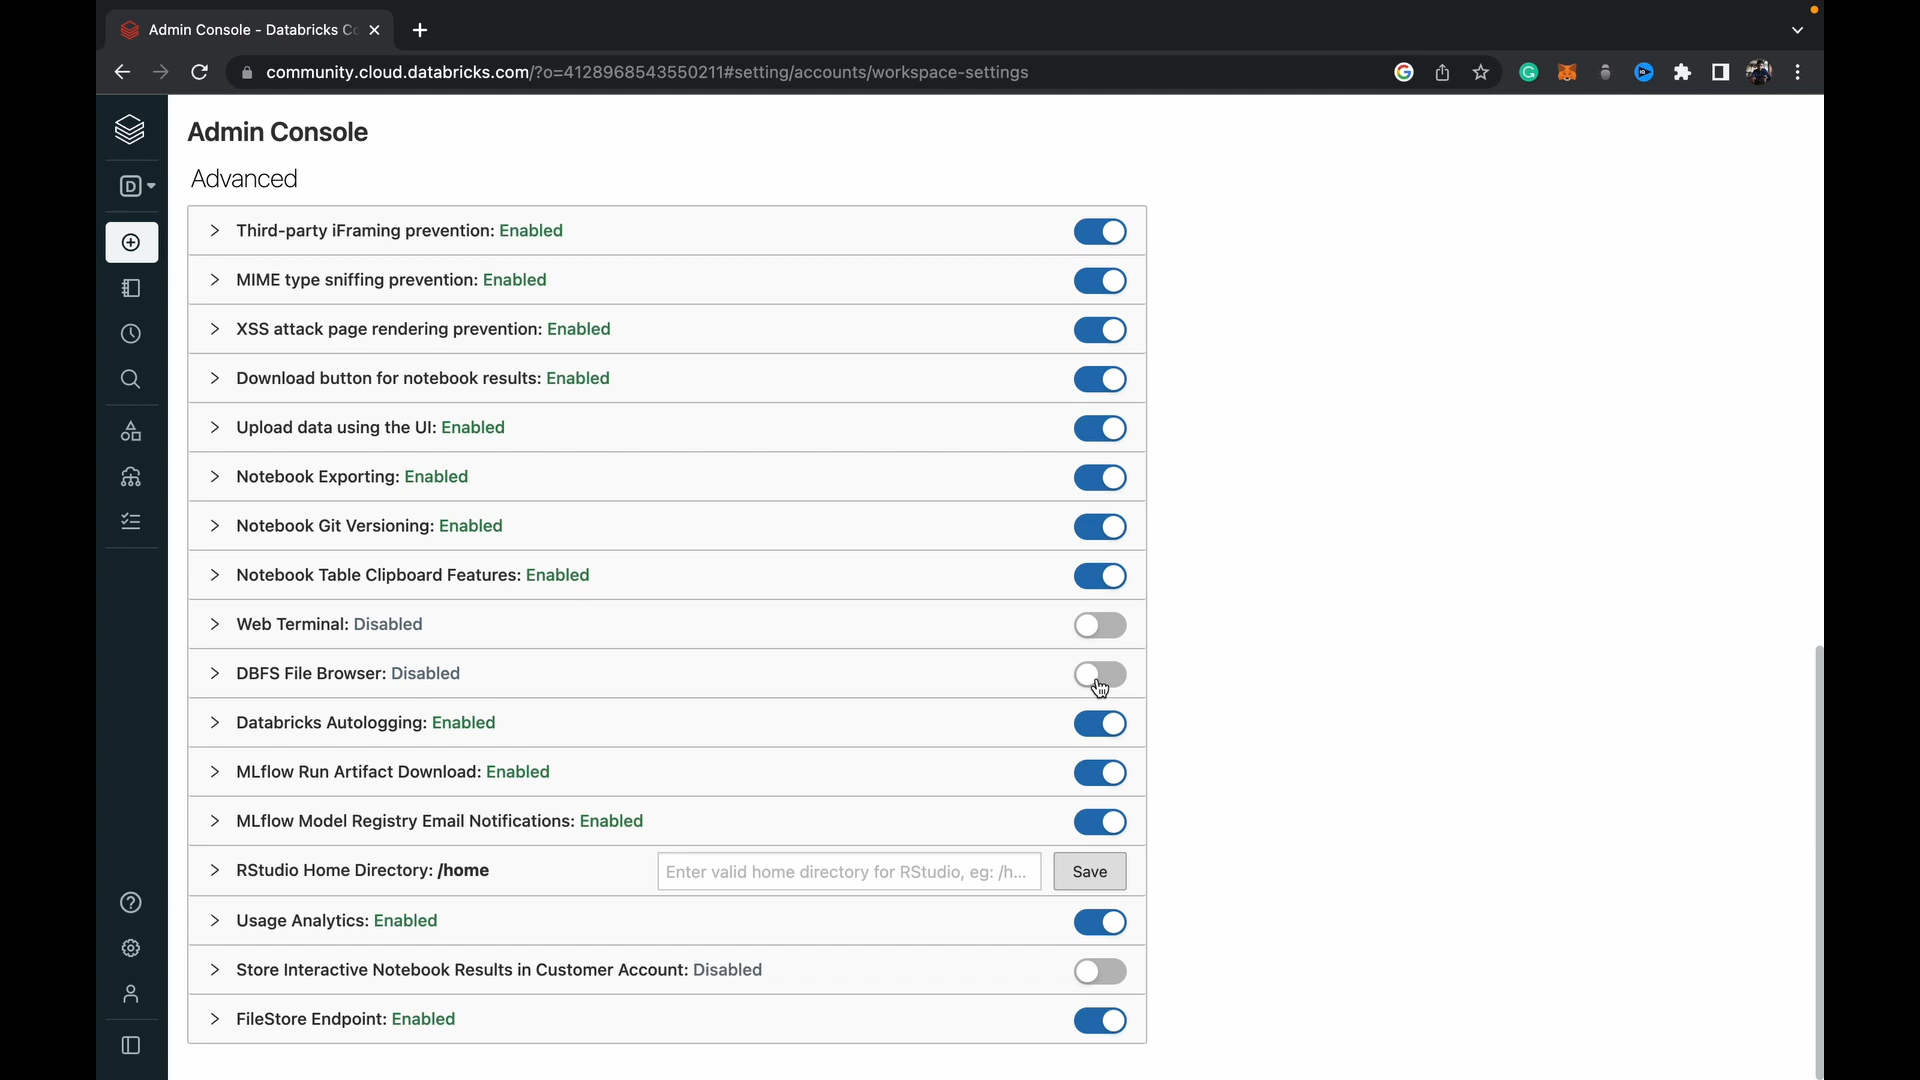 Admin Console - Databricks Co
community.cloud.databricks.com/?o=4128968543550211#setting/accounts/workspace-settings
Admin Console
D
Advanced
Third-party iFraming prevention: Enabled
MIME type sniffing prevention: Enabled
XSS attack page rendering prevention: Enabled
Download button for notebook results: Enabled
Upload data using the UI: Enabled
Notebook Exporting: Enabled
Notebook Git Versioning: Enabled
Notebook Table Clipboard Features: Enabled
Web Terminal: Disabled
DBFS File Browser: Disabled
Databricks Autologging: Enabled
MLflow Run Artifact Download: Enabled
MLflow Model Registry Email Notifications: Enabled
RStudio Home Directory: /home Enter valid home directory for RStudio, eg: /h... Save
Usage Analytics: Enabled
Store Interactive Notebook Results in Customer Account: Disabled
FileStore Endpoint: Enabled